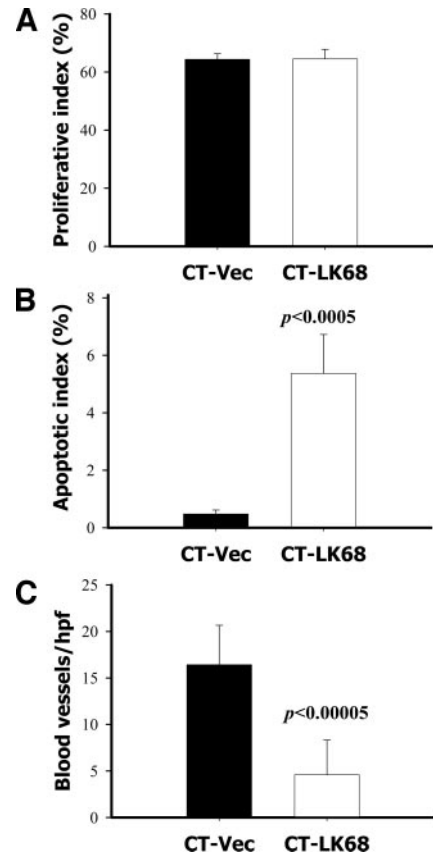 A
Proliferative index (%)
80
60
40
20
0
CT-Vec CT-LK68
B
Apoptotic index (%)
8
6
4
2
0
p<0.0005
CT-Vec CT-LK68
C
Blood vessels/hpf
25
20
15
10
5
0
p<0.00005
CT-Vec CT-LK68